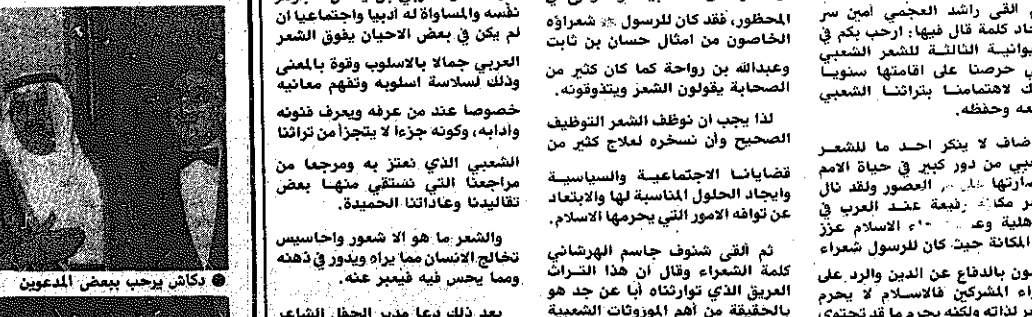 القى راشد العجمي أمين سر
كلمة قال فيها: ارحب بكم في
الثالثة للشعر الشعبي
حرصنا على اقامتها سنويا
لاهتمامنا بتراثنا الشعبي
وحفظه.
لا ينكر احد ما للشعر
من دور كبير في حياة الامم
العصور ولقد نال
رفيعة عند العرب في
الاسلام عزز
المكانة حيث كان للرسول شعراء
بالدفاع عن الدين والرد على
المشركين فالاسلام لا يحرم
لذاته ولكنه يحرم ما قد تحتوي
المحظور، فقد كان للرسول ﷺ شعراؤه
الخاصون من امثال حسان بن ثابت
وعبدالله بن رواحة كما كان كثير من
الصحابة يقولون الشعر ويتذوقونه.
لذا يجب ان نوظف الشعر التوظيف
الصحيح وأن نسخره لعلاج كثير من
قضايانا الاجتماعية والسياسية
وايجاد الحلول المناسبة لها والابتعاد
عن توافه الامور التي يحرمها الاسلام.
ثم ألقى شنوف جاسم الهرشاني
كلمة الشعراء وقال ان هذا التراث
العريق الذي توارثناه أبا عن جد هو
بالحقيقة من أهم الموروثات الشعبية
نفسه والمساواة له أدبيا واجتماعيا ان
لم يكن في بعض الاحيان يفوق الشعر
العربي جمالا بالاسلوب وقوة بالمعنى
وذلك لسلاسة اسلوبه وتفهم معانيه
خصوصا عند من عرفه ويعرف فنونه
وآدابه، وكونه جزءا لا يتجزأ من تراثنا
الشعبي الذي نعتز به ومرجعا من
مراجعنا التي نستقي منها بعض
تقاليدنا وعاداتنا الحميدة.
والشعر ما هو الا شعور واحاسيس
تخالج الانسان مما يراه ويدور في ذهنه
ومما يحس فيه فيعبر عنه.
بعد ذلك دعا مدير الحفل الشاعر
دكاش يرحب ببعض المدعوين